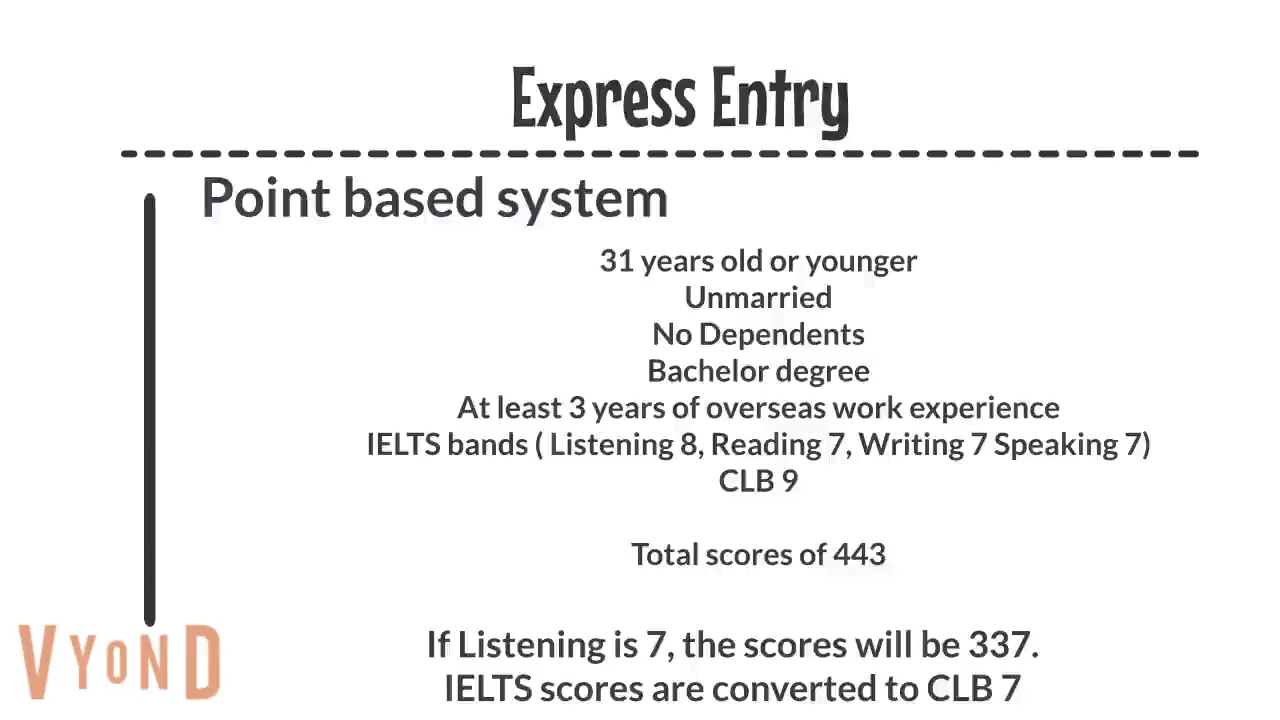 Express Entry
Point based system
31 years old or younger
Unmarried
No Dependents
Bachelor degree
At least 3 years of overseas work experience
IELTS bands ( Listening 8, Reading 7, Writing 7 Speaking 7)
CLB 9
Total scores of 443
If Listening is 7, the scores will be 337.
IELTS scores are converted to CLB 7
VYOND